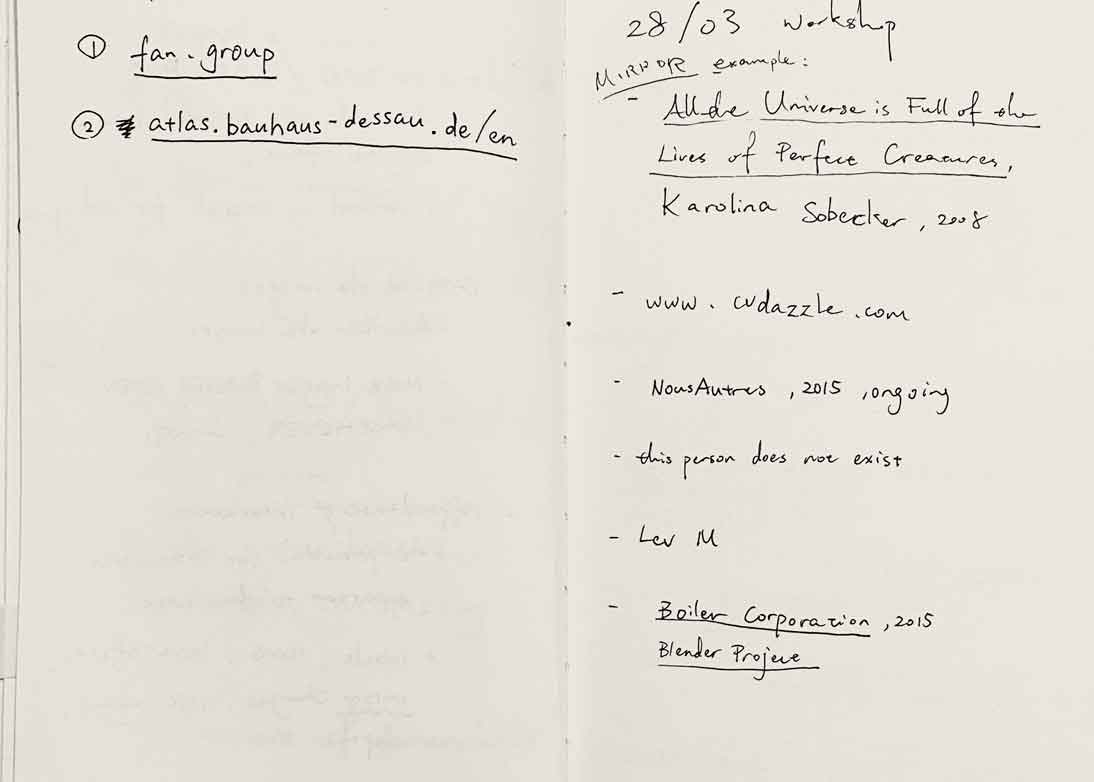 ① fan.group
② atlas.bauhaus-dessau.de/en
28/03 workshop
MIRROR example:
- All the Universe is Full of the
Lives of Perfect Creatures,
Karolina Sobecker, 2008
- www.cvdazzle.com
- NousAutres, 2015, ongoing
- this person does not exist
- Lev M
- Boiler Corporation, 2015
Blender Project